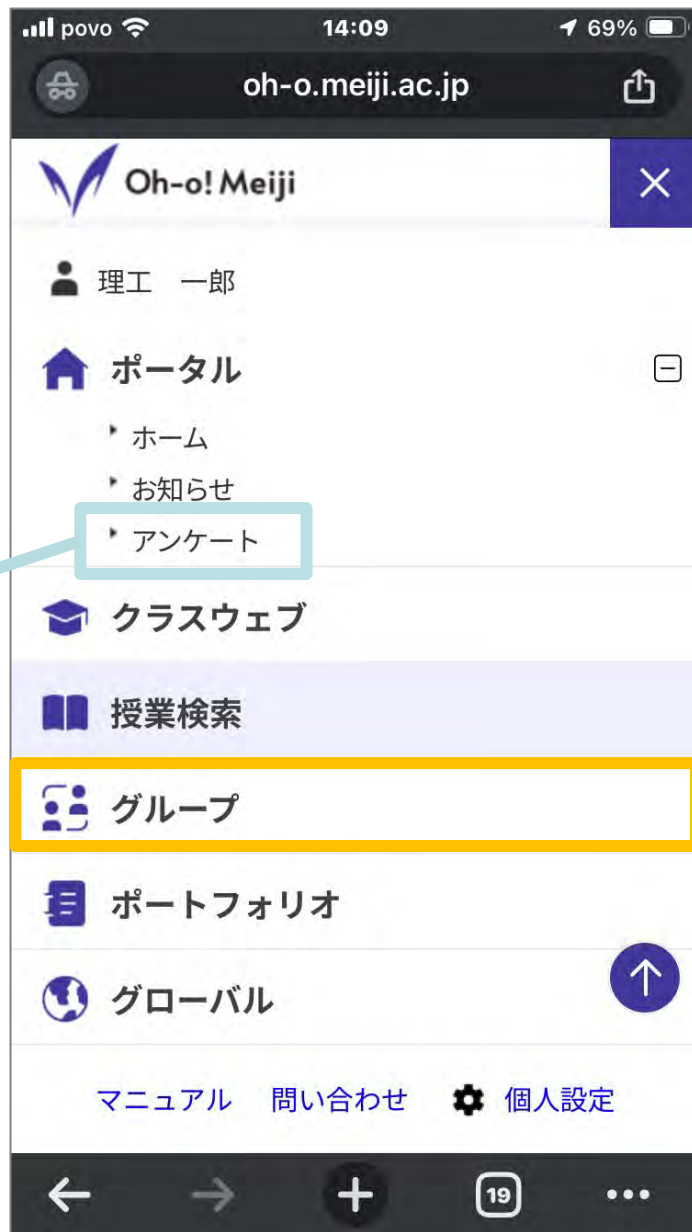 povo 14:09 69%
oh-o.meiji.ac.jp
Oh-o! Meiji
理工　一郎
ポータル
ホーム
お知らせ
アンケート
クラスウェブ
授業検索
グループ
ポートフォリオ
グローバル
マニュアル 問い合わせ 個人設定
19